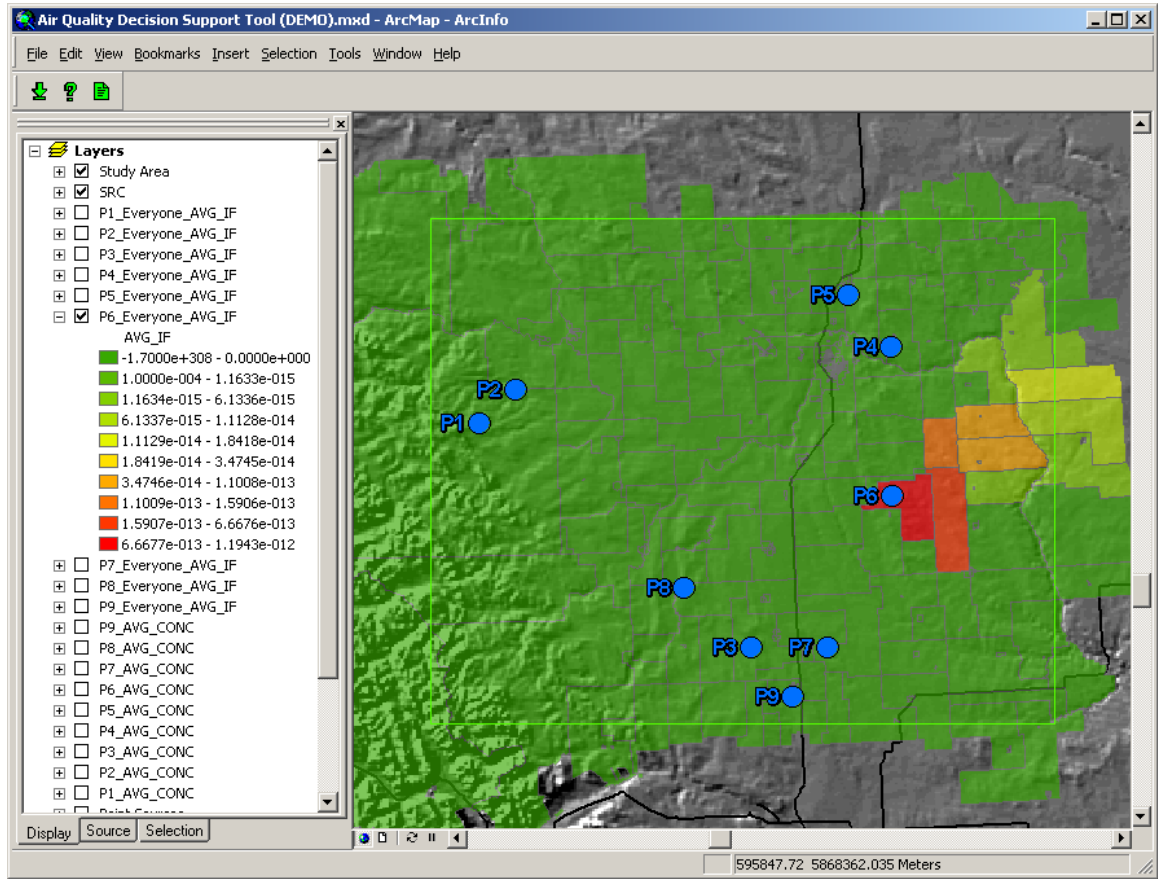 Air Quality Decision Support Tool (DEMO).mxd - ArcMap - ArcInfo
File Edit View Bookmarks Insert Selection Tools Window Help
Layers
Study Area
SRC
P1_Everyone_AVG_IF
P2_Everyone_AVG_IF
P3_Everyone_AVG_IF
P4_Everyone_AVG_IF
P5_Everyone_AVG_IF
P6_Everyone_AVG_IF
AVG_IF
-1.7000e+308 - 0.0000e+000
1.0000e-004 - 1.1633e-015
1.1634e-015 - 6.1336e-015
6.1337e-015 - 1.1128e-014
1.1129e-014 - 1.8418e-014
1.8419e-014 - 3.4745e-014
3.4746e-014 - 1.1008e-013
1.1009e-013 - 1.5906e-013
1.5907e-013 - 6.6676e-013
6.6677e-013 - 1.1943e-012
P7_Everyone_AVG_IF
P8_Everyone_AVG_IF
P9_Everyone_AVG_IF
P9_AVG_CONC
P8_AVG_CONC
P7_AVG_CONC
P6_AVG_CONC
P5_AVG_CONC
P4_AVG_CONC
P3_AVG_CONC
P2_AVG_CONC
P1_AVG_CONC
Display Source Selection
P5
P4
P2
P1
P6
P8
P3 P7
P9
595847.72 5868362.035 Meters